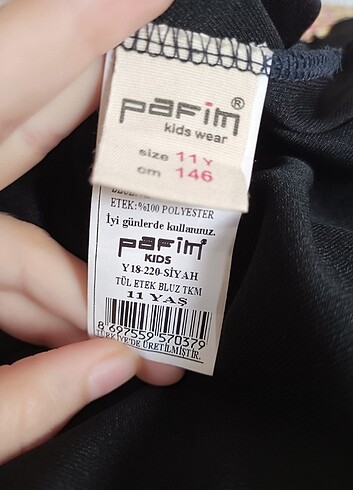 Pafim®
kids wear
size 11 Y
cm 146
ETEK:%100 POLYESTER
İyi günlerde kullanınız.
Pafim®
KIDS
Y18-220-SİYAH
TÜL ETEK BLUZ TKM
11 YAŞ
8 697559 570379
TÜRKİYE'DE ÜRETİLMİŞTİR.